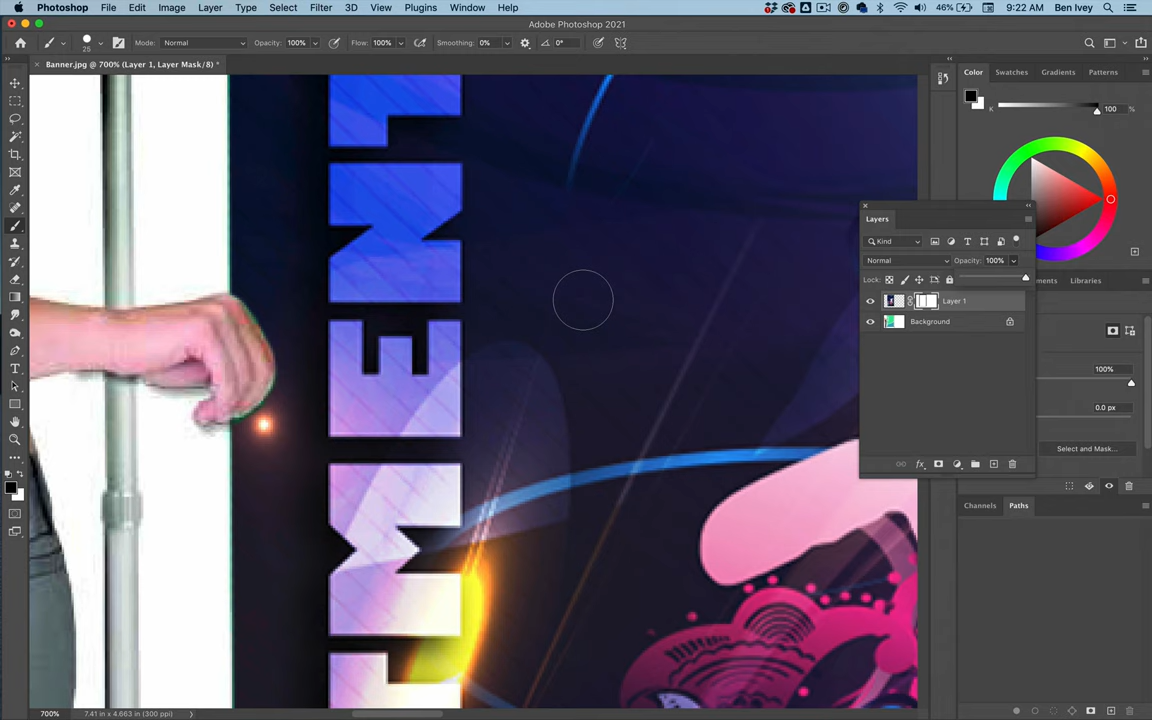 Photoshop File Edit Image Layer Type Select Filter 3D View Plugins Window Help 46% 9:22 AM Ben Ivey
Adobe Photoshop 2021
25 Mode: Normal Opacity: 100% Flow: 100% Smoothing: 0% 0°
Banner.jpg @ 700% (Layer 1, Layer Mask/8) *
Color Swatches Gradients Patterns
K 100 %
Layers
Kind
Normal Opacity: 100%
Lock:
ments Libraries
Layer 1
Background
100%
0.0 px
Select and Mask...
Channels Paths
MENT
700% 7.41 in x 4.663 in (300 ppi)